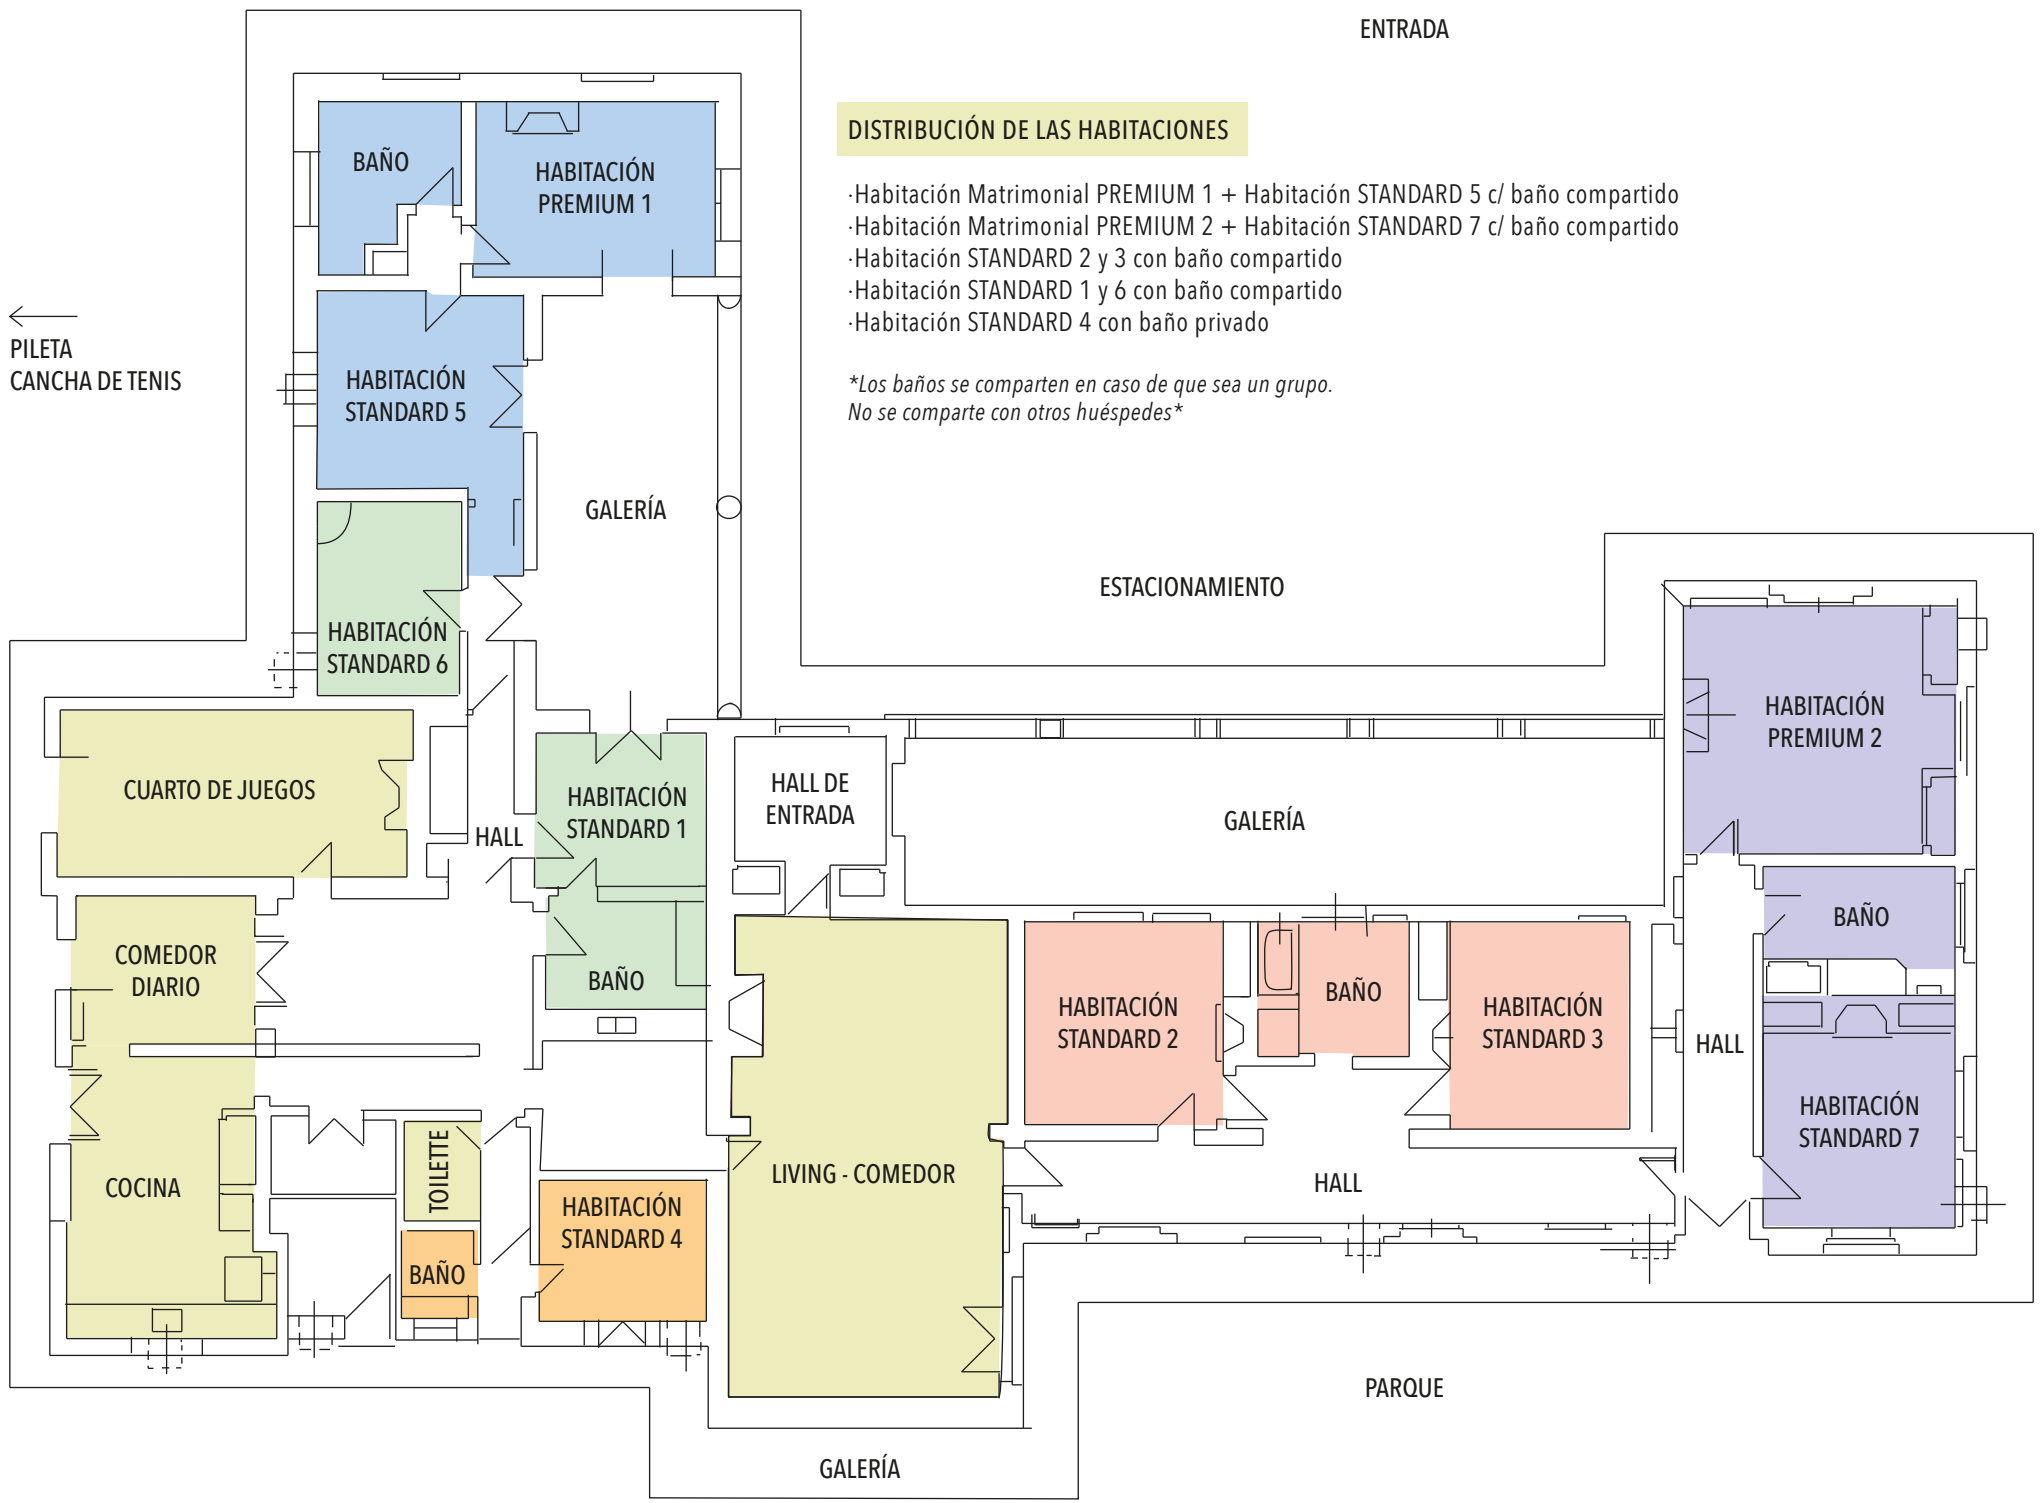 ENTRADA
DISTRIBUCIÓN DE LAS HABITACIONES
·Habitación Matrimonial PREMIUM 1 + Habitación STANDARD 5 c/ baño compartido
·Habitación Matrimonial PREMIUM 2 + Habitación STANDARD 7 c/ baño compartido
·Habitación STANDARD 2 y 3 con baño compartido
·Habitación STANDARD 1 y 6 con baño compartido
·Habitación STANDARD 4 con baño privado
*Los baños se comparten en caso de que sea un grupo.
No se comparte con otros huéspedes*
BAÑO
HABITACIÓN
PREMIUM 1
PILETA
CANCHA DE TENIS
HABITACIÓN
STANDARD 5
GALERÍA
HABITACIÓN
STANDARD 6
ESTACIONAMIENTO
HABITACIÓN
PREMIUM 2
CUARTO DE JUEGOS
HALL
HABITACIÓN
STANDARD 1
HALL DE
ENTRADA
GALERÍA
BAÑO
COMEDOR
DIARIO
BAÑO
HABITACIÓN
STANDARD 2
BAÑO
HABITACIÓN
STANDARD 3
HALL
HABITACIÓN
STANDARD 7
COCINA
TOILETTE
HABITACIÓN
STANDARD 4
LIVING - COMEDOR
HALL
BAÑO
PARQUE
GALERÍA